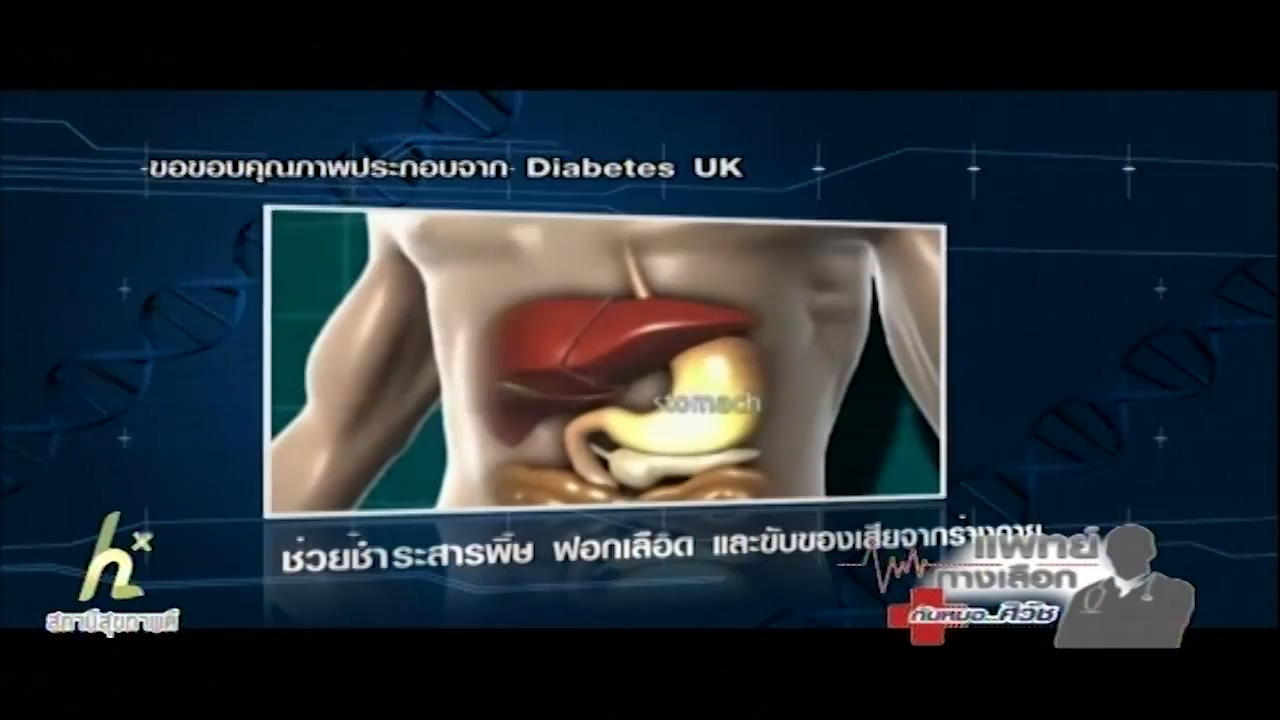 ขอขอบคุณภาพประกอบจาก Diabetes UK
stomach
ช่วยชำระสารพิษ ฟอกเลือด และขับของเสียจากร่างกาย
แพทย์
ทางเลือก
กับหมอ...ศิวัช
hx
สถานีสุขภาพดี